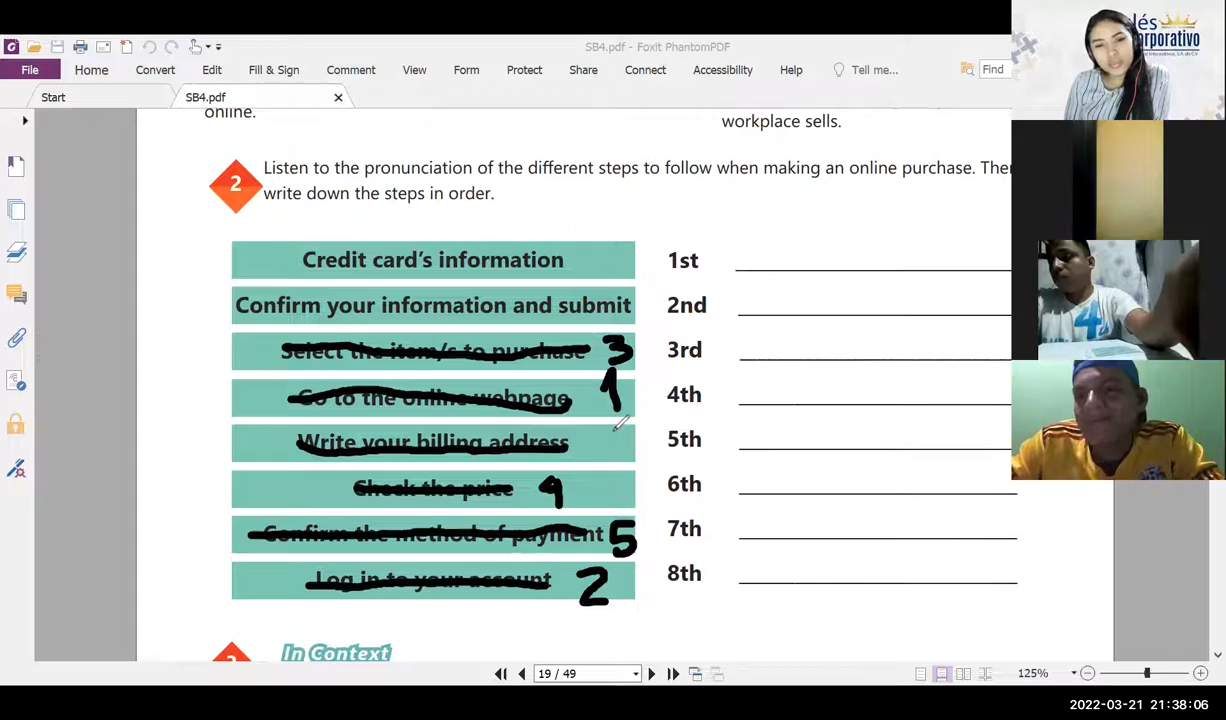 SB4.pdf - Foxit PhantomPDF
File Home Convert Edit Fill & Sign Comment View Form Protect Share Connect Accessibility Help Tell me... Find
Start SB4.pdf
online.
workplace sells.
2 Listen to the pronunciation of the different steps to follow when making an online purchase. The
write down the steps in order.
Credit card's information 1st
Confirm your information and submit 2nd
Select the item/s to purchase 3 3rd
Go to the online webpage 1 4th
Write your billing address 5th
Check the price 4 6th
Confirm the method of payment 5 7th
Log in to your account 2 8th
In Context
19 / 49
125%
lés
orporativo
2022-03-21 21:38:06